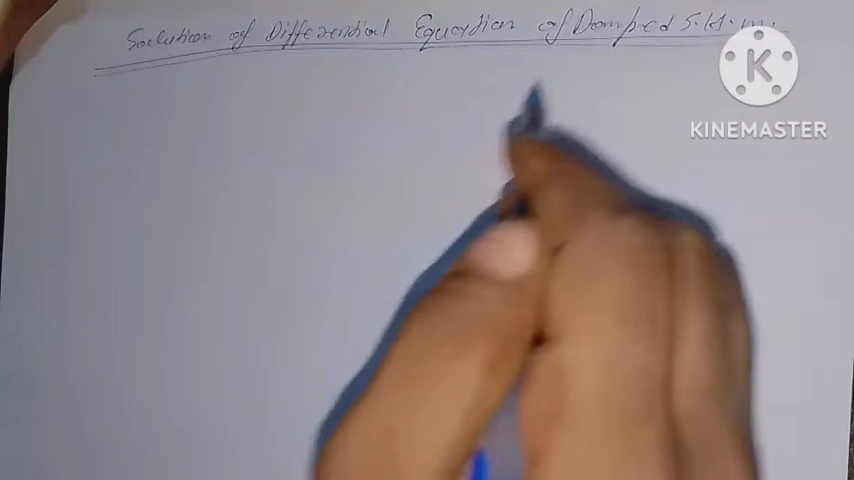 Solution of Differential Equation of Damped S.H.M.
K
KINEMASTER